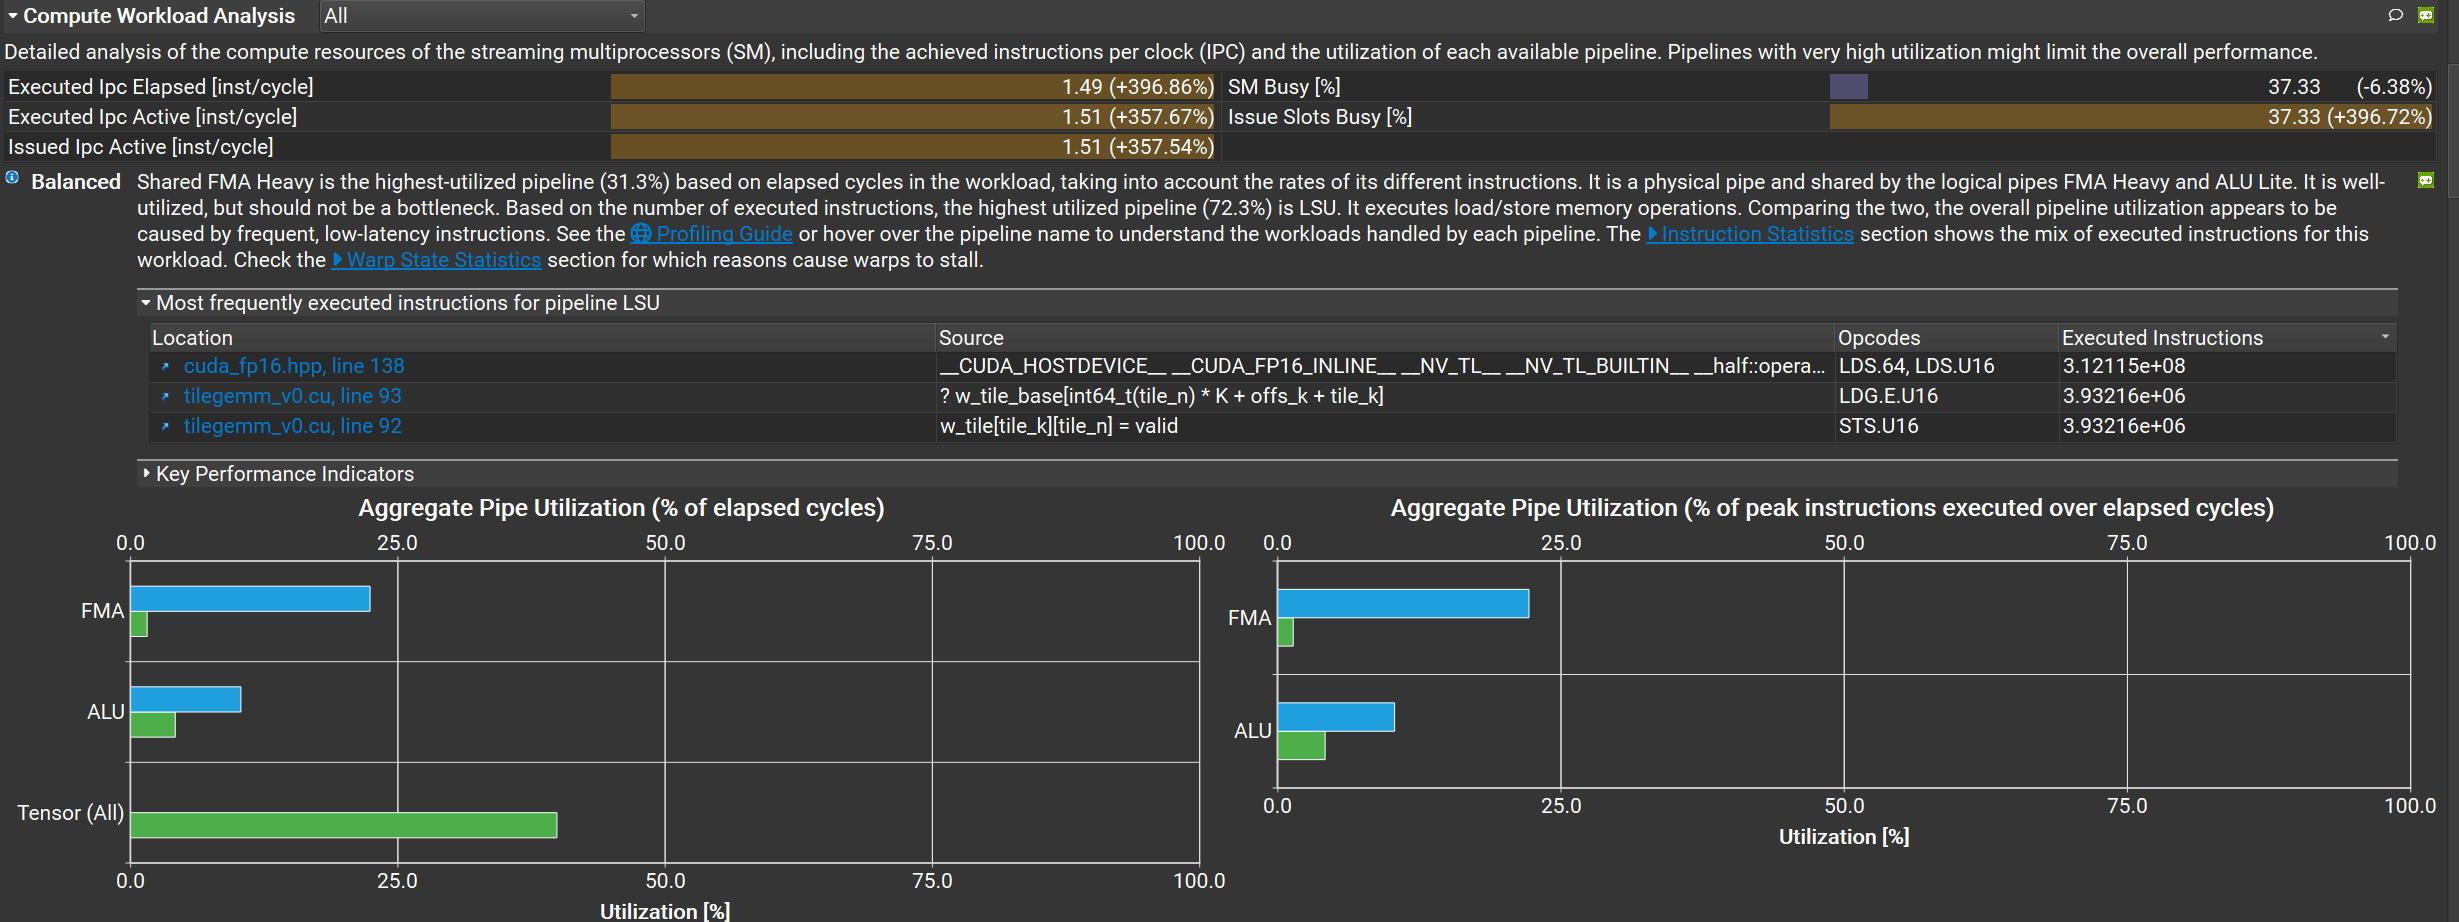 Compute Workload Analysis All
Detailed analysis of the compute resources of the streaming multiprocessors (SM), including the achieved instructions per clock (IPC) and the utilization of each available pipeline. Pipelines with very high utilization might limit the overall performance.
Executed Ipc Elapsed [inst/cycle] 1.49 (+396.86%) SM Busy [%] 37.33 (-6.38%)
Executed Ipc Active [inst/cycle] 1.51 (+357.67%) Issue Slots Busy [%] 37.33 (+396.72%)
Issued Ipc Active [inst/cycle] 1.51 (+357.54%)
Balanced Shared FMA Heavy is the highest-utilized pipeline (31.3%) based on elapsed cycles in the workload, taking into account the rates of its different instructions. It is a physical pipe and shared by the logical pipes FMA Heavy and ALU Lite. It is well-
utilized, but should not be a bottleneck. Based on the number of executed instructions, the highest utilized pipeline (72.3%) is LSU. It executes load/store memory operations. Comparing the two, the overall pipeline utilization appears to be
caused by frequent, low-latency instructions. See the Profiling Guide or hover over the pipeline name to understand the workloads handled by each pipeline. The Instruction Statistics section shows the mix of executed instructions for this
workload. Check the Warp State Statistics section for which reasons cause warps to stall.
Most frequently executed instructions for pipeline LSU
Location Source Opcodes Executed Instructions
cuda_fp16.hpp, line 138 __CUDA_HOSTDEVICE__ __CUDA_FP16_INLINE__ __NV_TL__ __NV_TL_BUILTIN__ __half::opera... LDS.64, LDS.U16 3.12115e+08
tilegemm_v0.cu, line 93 ? w_tile_base[int64_t(tile_n) * K + offs_k + tile_k] LDG.E.U16 3.93216e+06
tilegemm_v0.cu, line 92 w_tile[tile_k][tile_n] = valid STS.U16 3.93216e+06
Key Performance Indicators
Aggregate Pipe Utilization (% of elapsed cycles)
0.0 25.0 50.0 75.0 100.0
FMA
ALU
Tensor (All)
0.0 25.0 50.0 75.0 100.0
Utilization [%]
Aggregate Pipe Utilization (% of peak instructions executed over elapsed cycles)
0.0 25.0 50.0 75.0 100.0
FMA
ALU
0.0 25.0 50.0 75.0 100.0
Utilization [%]